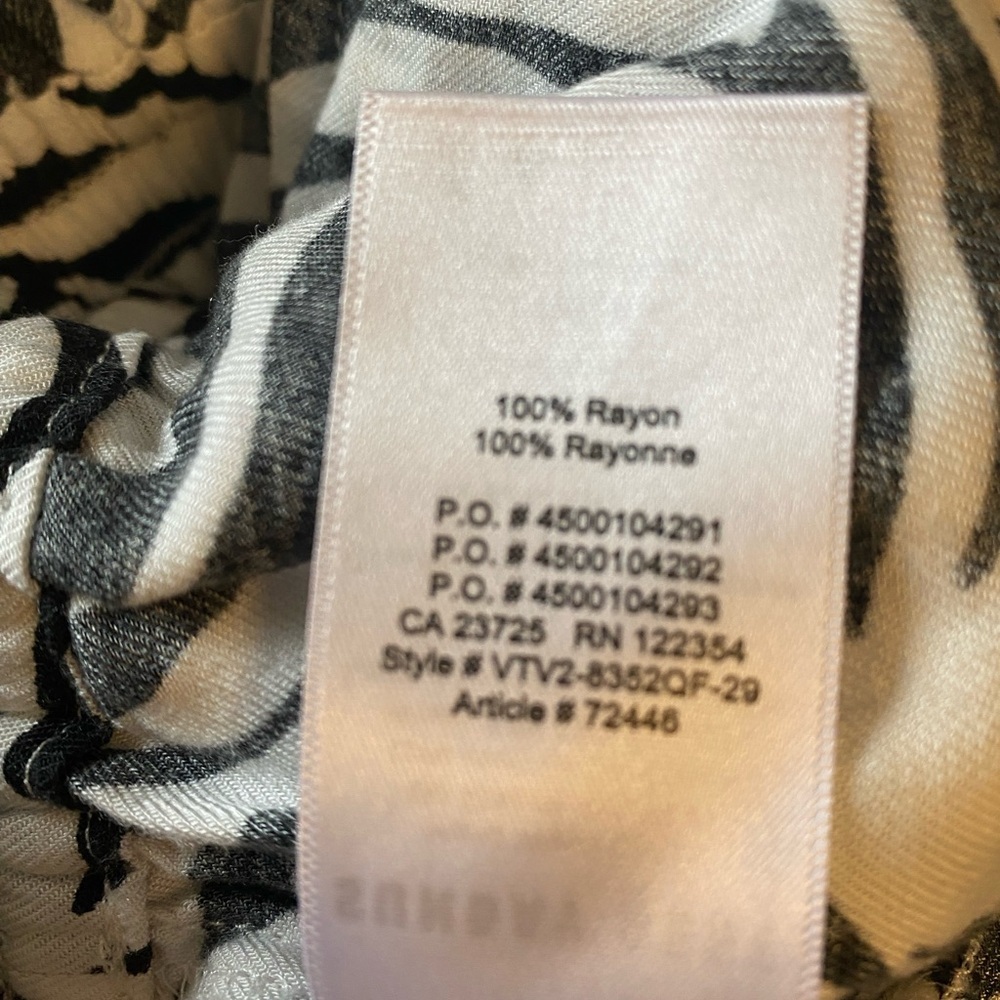 100% Rayon
100% Rayonne
P.O. # 4500104291
P.O. # 4500104292
P.O. # 4500104293
CA 23725 RN 122354
Style # VTV2-8352QF-29
Article # 72446